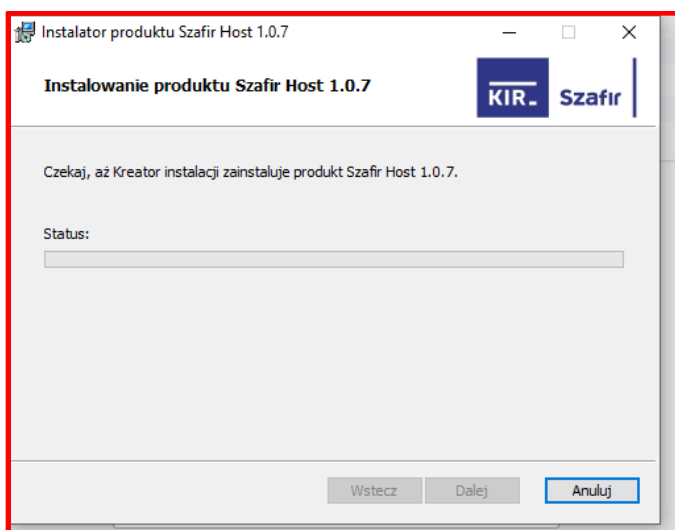 Instalator produktu Szafir Host 1.0.7
Instalowanie produktu Szafir Host 1.0.7
KIR. Szafir
Czekaj, aż Kreator instalacji zainstaluje produkt Szafir Host 1.0.7.
Status:
Wstecz Dalej Anuluj